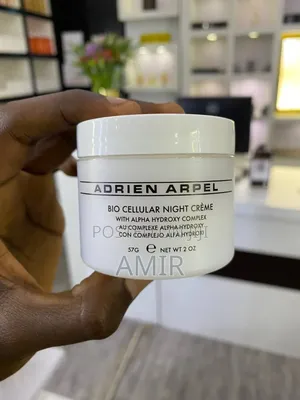 ADRIEN ARPEL
BIO CELLULAR NIGHT CRÈME
WITH ALPHA HYDROXY COMPLEX
AU COMPLEXE ALPHA-HYDROXY
CON COMPLEJO ALFA-HIDROXI
57G e NET WT 2 OZ
AMIR